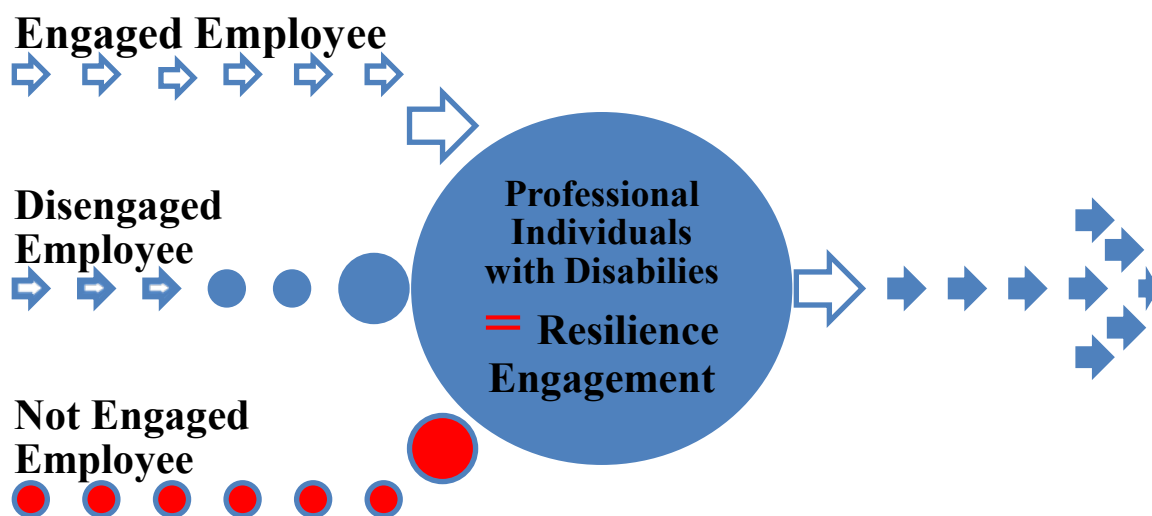 Engaged Employee
Disengaged
Employee
Not Engaged
Employee
Professional
Individuals
with Disabilies
= Resilience
Engagement